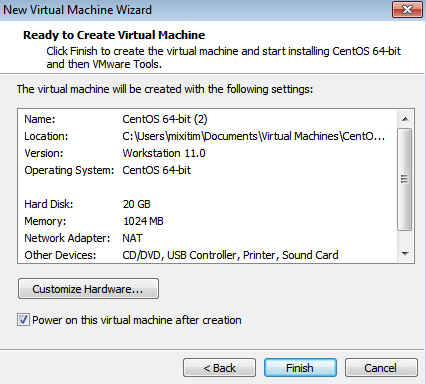 New Virtual Machine Wizard
Ready to Create Virtual Machine
Click Finish to create the virtual machine and start installing CentOS 64-bit
and then VMware Tools.
The virtual machine will be created with the following settings:
Name: CentOS 64-bit (2)
Location: C:\Users\mixitim\Documents\Virtual Machines\CentO...
Version: Workstation 11.0
Operating System: CentOS 64-bit
Hard Disk: 20 GB
Memory: 1024 MB
Network Adapter: NAT
Other Devices: CD/DVD, USB Controller, Printer, Sound Card
Customize Hardware...
Power on this virtual machine after creation
< Back Finish Cancel